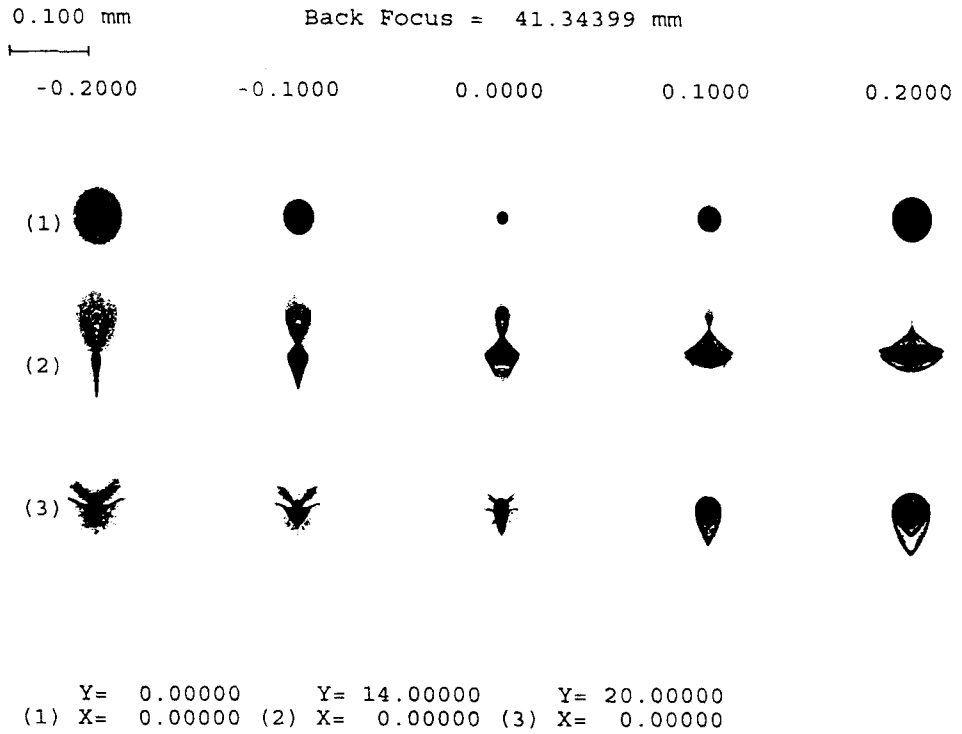 0.100 mm Back Focus = 41.34399 mm
-0.2000 -0.1000 0.0000 0.1000 0.2000
(1)
(2)
(3)
Y= 0.00000 Y= 14.00000 Y= 20.00000
(1) X= 0.00000 (2) X= 0.00000 (3) X= 0.00000